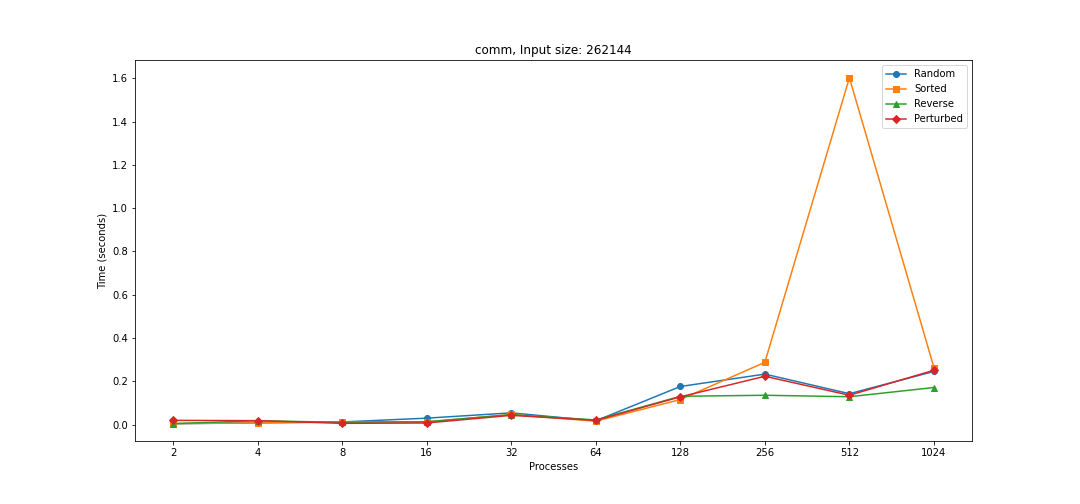 comm, Input size: 262144
Random
Sorted
Reverse
Perturbed
Time (seconds)
1.6
1.4
1.2
1.0
0.8
0.6
0.4
0.2
0.0
2 4 8 16 32 64 128 256 512 1024
Processes